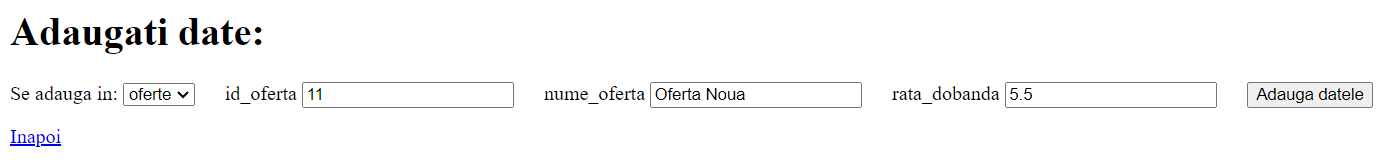 Adaugati date:
Se adauga in: oferte id_oferta 11 nume_oferta Oferta Noua rata_dobanda 5.5 Adauga datele
Inapoi